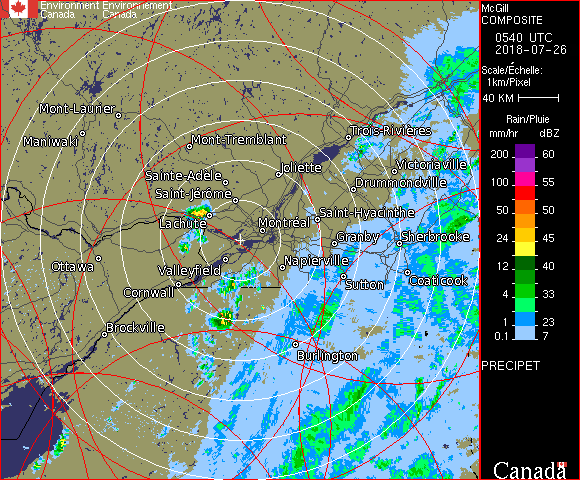 Environment Environnement
Canada Canada
McGill
COMPOSITE
0540 UTC
2018-07-26
Scale/Échelle:
1km/Pixel
40 KM
Rain/Pluie
mm/hr dBZ
200 60
100 55
50 50
24 45
12 40
4 33
1 23
0.1 7
PRECIPET
Canada
Mont-Laurier
Maniwaki
Mont-Tremblant
Trois-Rivières
Joliette
Victoriaville
Sainte-Adèle
Drummondville
Saint-Jérôme
Lachute
Saint-Hyacinthe
Montréal
Granby
Sherbrooke
Ottawa
Valleyfield
Napierville
Coaticook
Sutton
Cornwall
Brockville
Burlington